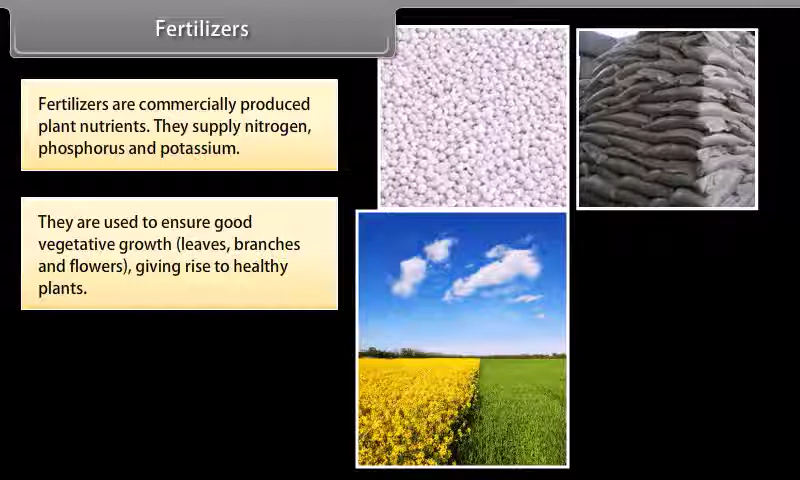 Fertilizers
Fertilizers are commercially produced
plant nutrients. They supply nitrogen,
phosphorus and potassium.
They are used to ensure good
vegetative growth (leaves, branches
and flowers), giving rise to healthy
plants.